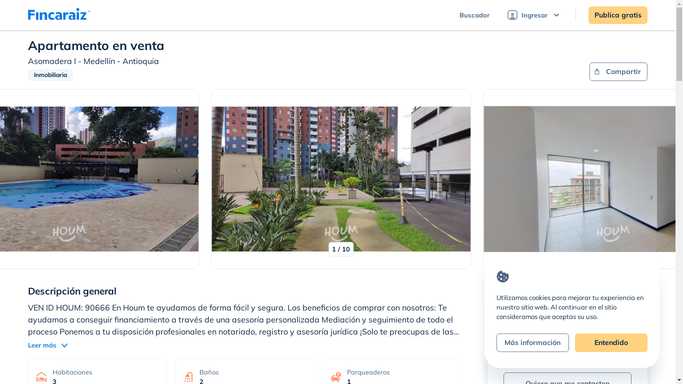 Fincaraiz
Buscador
Ingresar
Publica gratis
Apartamento en venta
Asomadera I - Medellín - Antioquia
Inmobiliaria
Compartir
HOUM
HOUM
HOUM
1 / 10
Descripción general
VEN ID HOUM: 90666 En Houm te ayudamos de forma fácil y segura. Los beneficios de comprar con nosotros: Te
ayudamos a conseguir financiamiento a través de una asesoría personalizada Mediación y seguimiento de todo el
proceso Ponemos a tu disposición profesionales en notariado, registro y asesoría jurídica ¡Solo te preocupas de las...
Leer más
Habitaciones
3
Baños
2
Parqueaderos
1
Utilizamos cookies para mejorar tu experiencia en
nuestro sitio web. Al continuar en el sitio
consideramos que aceptas su uso.
Más información
Entendido
Quiero que me contacten